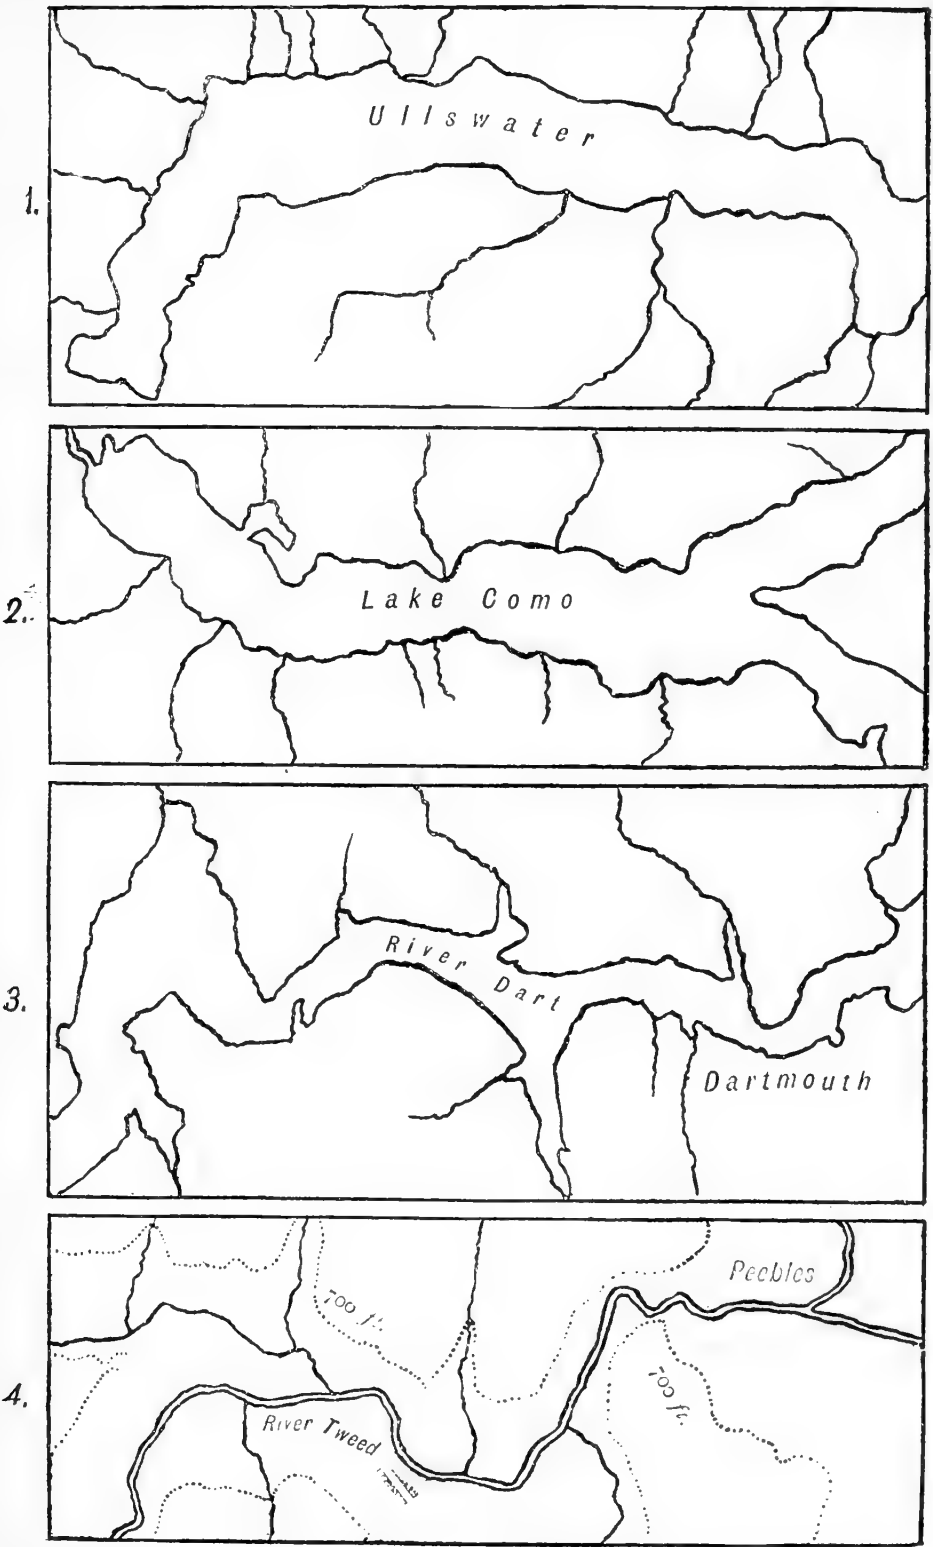 1.
Ullswater
2.
Lake Como
3.
River Dart
Dartmouth
4.
Peebles
700 ft.
700 ft.
River Tweed